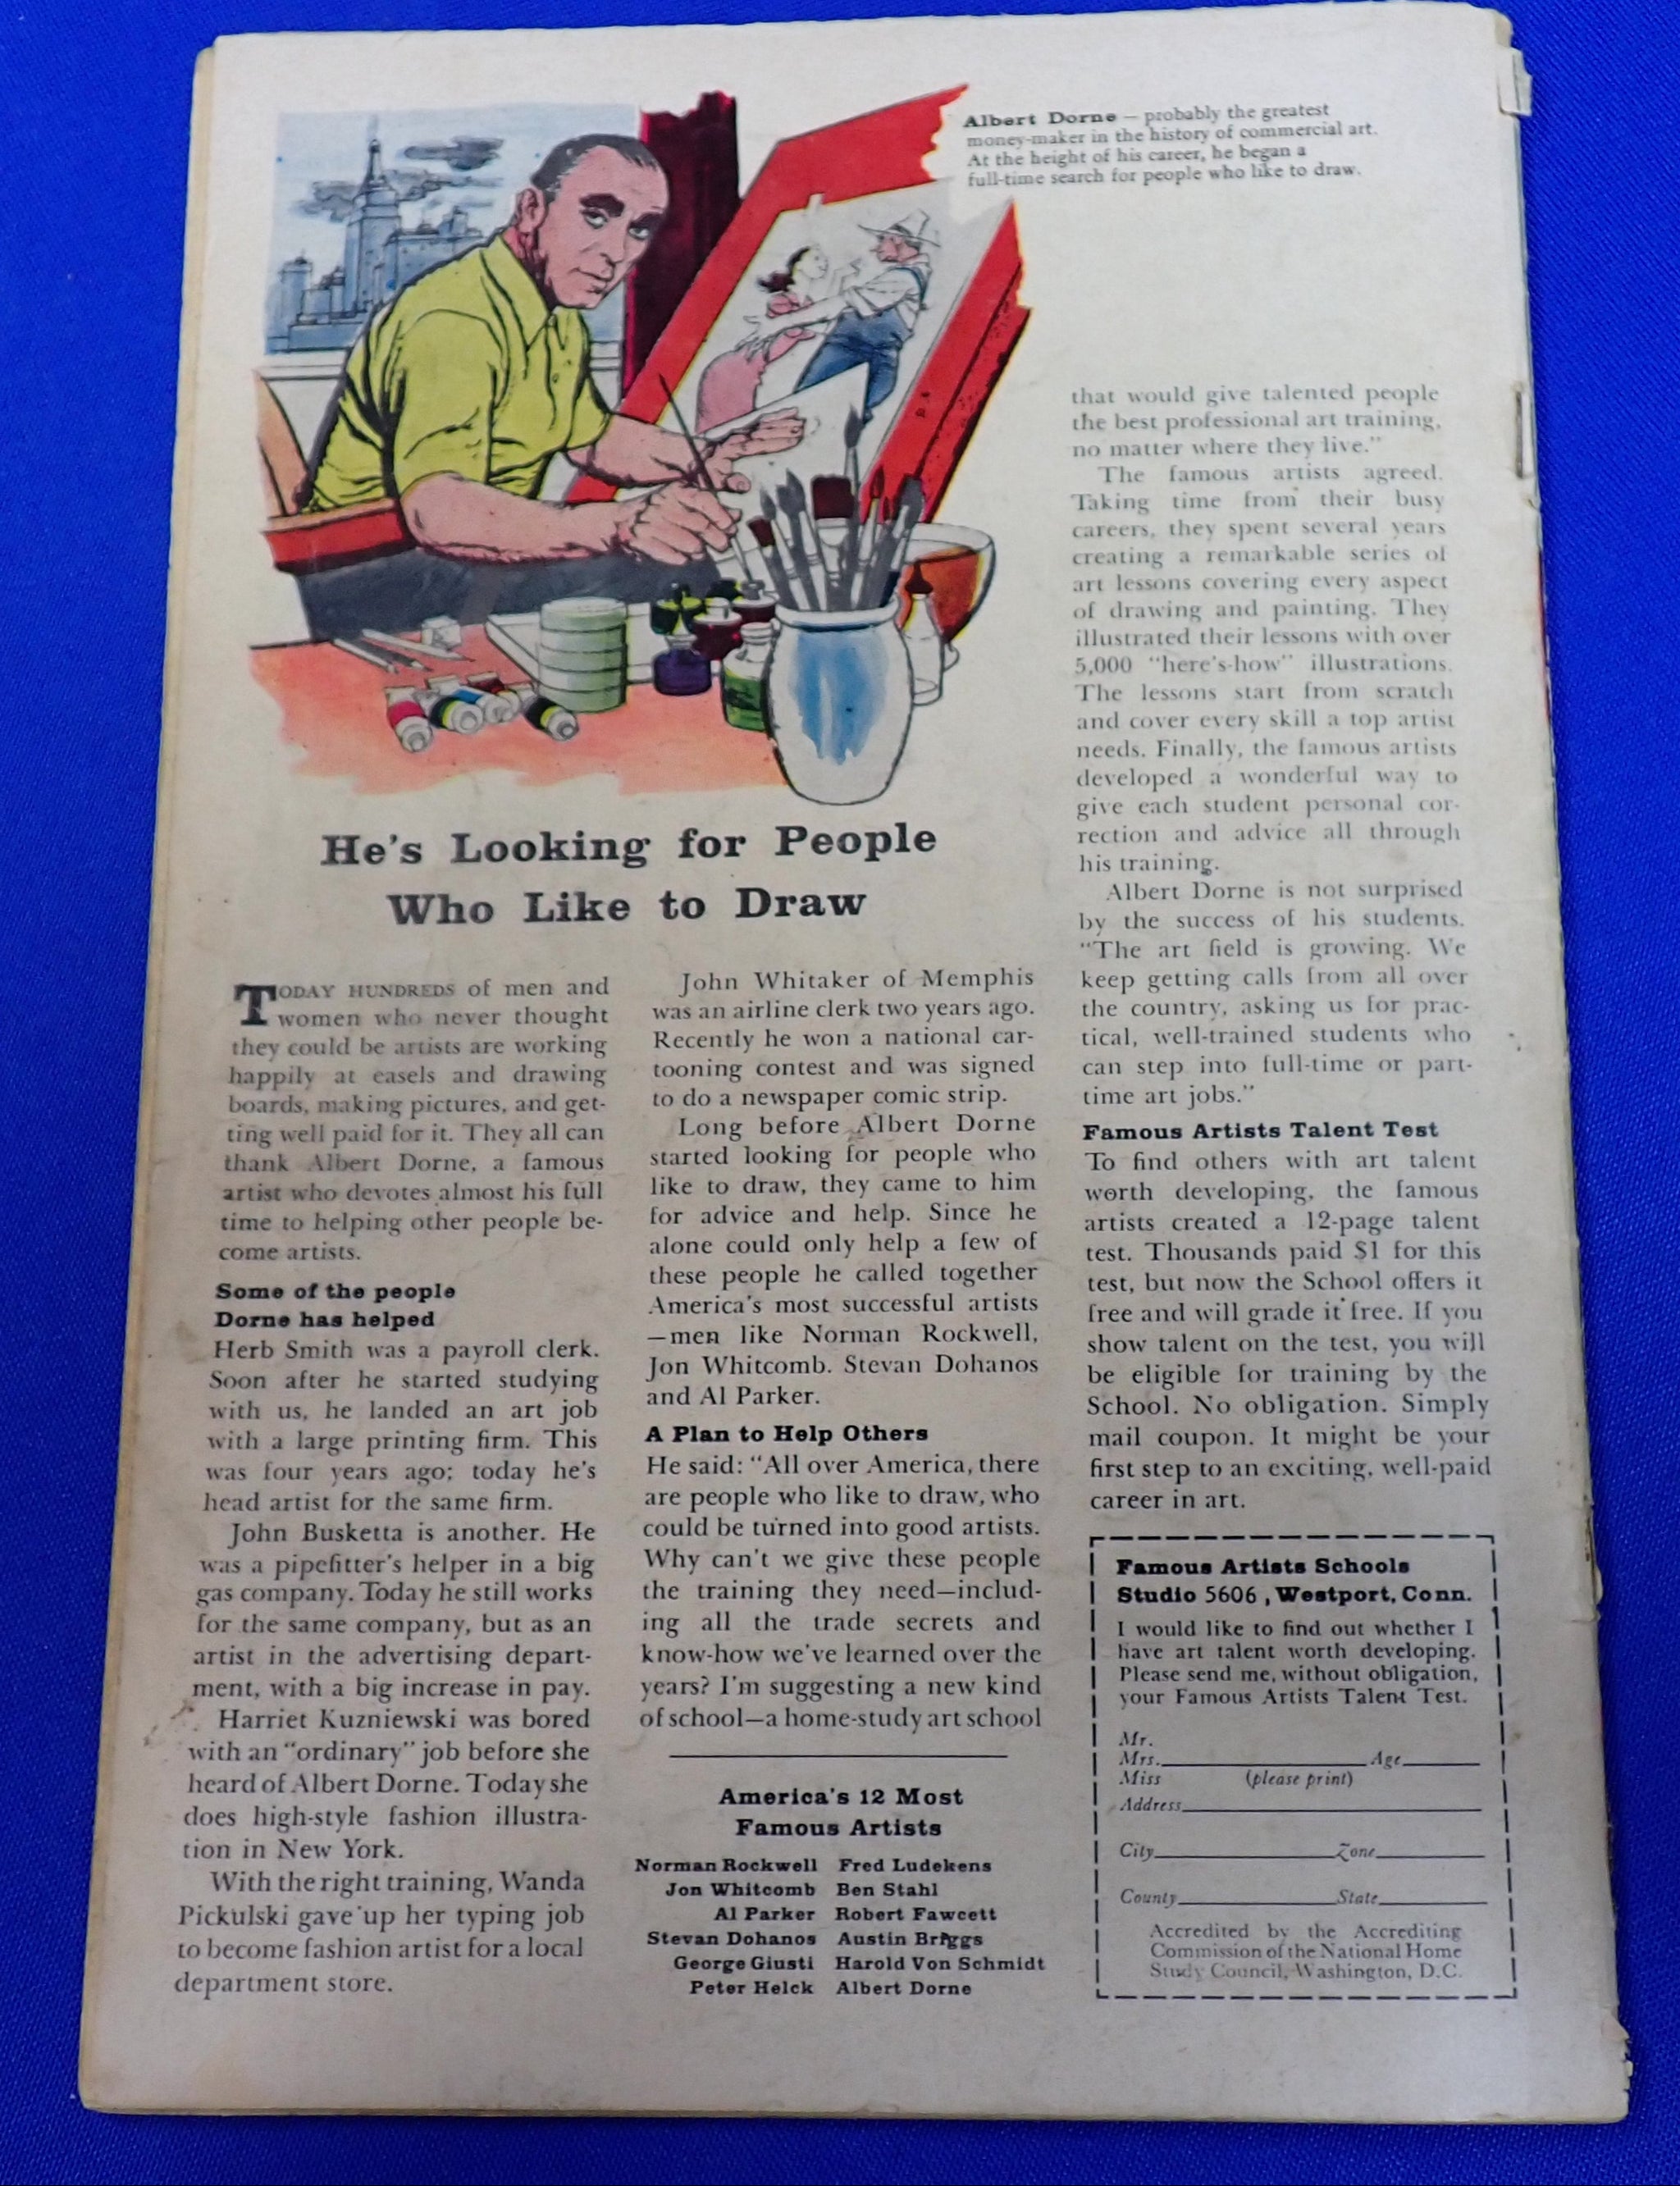 Albert Dorne — probably the greatest
money-maker in the history of commercial art.
At the height of his career, he began a
full-time search for people who like to draw.
He's Looking for People
Who Like to Draw
TODAY HUNDREDS of men and
women who never thought
they could be artists are working
happily at easels and drawing
boards, making pictures, and get-
ting well paid for it. They all can
thank Albert Dorne, a famous
artist who devotes almost his full
time to helping other people be-
come artists.
Some of the people
Dorne has helped
Herb Smith was a payroll clerk.
Soon after he started studying
with us, he landed an art job
with a large printing firm. This
was four years ago; today he's
head artist for the same firm.
John Busketta is another. He
was a pipefitter's helper in a big
gas company. Today he still works
for the same company, but as an
artist in the advertising depart-
ment, with a big increase in pay.
Harriet Kuzniewski was bored
with an "ordinary" job before she
heard of Albert Dorne. Today she
does high-style fashion illustra-
tion in New York.
With the right training, Wanda
Pickulski gave up her typing job
to become fashion artist for a local
department store.
John Whitaker of Memphis
was an airline clerk two years ago.
Recently he won a national car-
tooning contest and was signed
to do a newspaper comic strip.
Long before Albert Dorne
started looking for people who
like to draw, they came to him
for advice and help. Since he
alone could only help a few of
these people he called together
America's most successful artists
—men like Norman Rockwell,
Jon Whitcomb. Stevan Dohanos
and Al Parker.
A Plan to Help Others
He said: "All over America, there
are people who like to draw, who
could be turned into good artists.
Why can't we give these people
the training they need—includ-
ing all the trade secrets and
know-how we've learned over the
years? I'm suggesting a new kind
of school—a home-study art school
America's 12 Most
Famous Artists
Norman Rockwell Fred Ludekens
Jon Whitcomb Ben Stahl
Al Parker Robert Fawcett
Stevan Dohanos Austin Briggs
George Giusti Harold Von Schmidt
Peter Helck Albert Dorne
that would give talented people
the best professional art training,
no matter where they live."
The famous artists agreed.
Taking time from their busy
careers, they spent several years
creating a remarkable series of
art lessons covering every aspect
of drawing and painting. They
illustrated their lessons with over
5,000 "here's-how" illustrations.
The lessons start from scratch
and cover every skill a top artist
needs. Finally, the famous artists
developed a wonderful way to
give each student personal cor-
rection and advice all through
his training.
Albert Dorne is not surprised
by the success of his students.
"The art field is growing. We
keep getting calls from all over
the country, asking us for prac-
tical, well-trained students who
can step into full-time or part-
time art jobs."
Famous Artists Talent Test
To find others with art talent
worth developing, the famous
artists created a 12-page talent
test. Thousands paid $1 for this
test, but now the School offers it
free and will grade it free. If you
show talent on the test, you will
be eligible for training by the
School. No obligation. Simply
mail coupon. It might be your
first step to an exciting, well-paid
career in art.
Famous Artists Schools
Studio 5606, Westport, Conn.
I would like to find out whether I
have art talent worth developing.
Please send me, without obligation,
your Famous Artists Talent Test.
Mr.
Mrs. Age
Miss (please print)
Address
City Zone
County State
Accredited by the Accrediting
Commission of the National Home
Study Council, Washington, D.C.